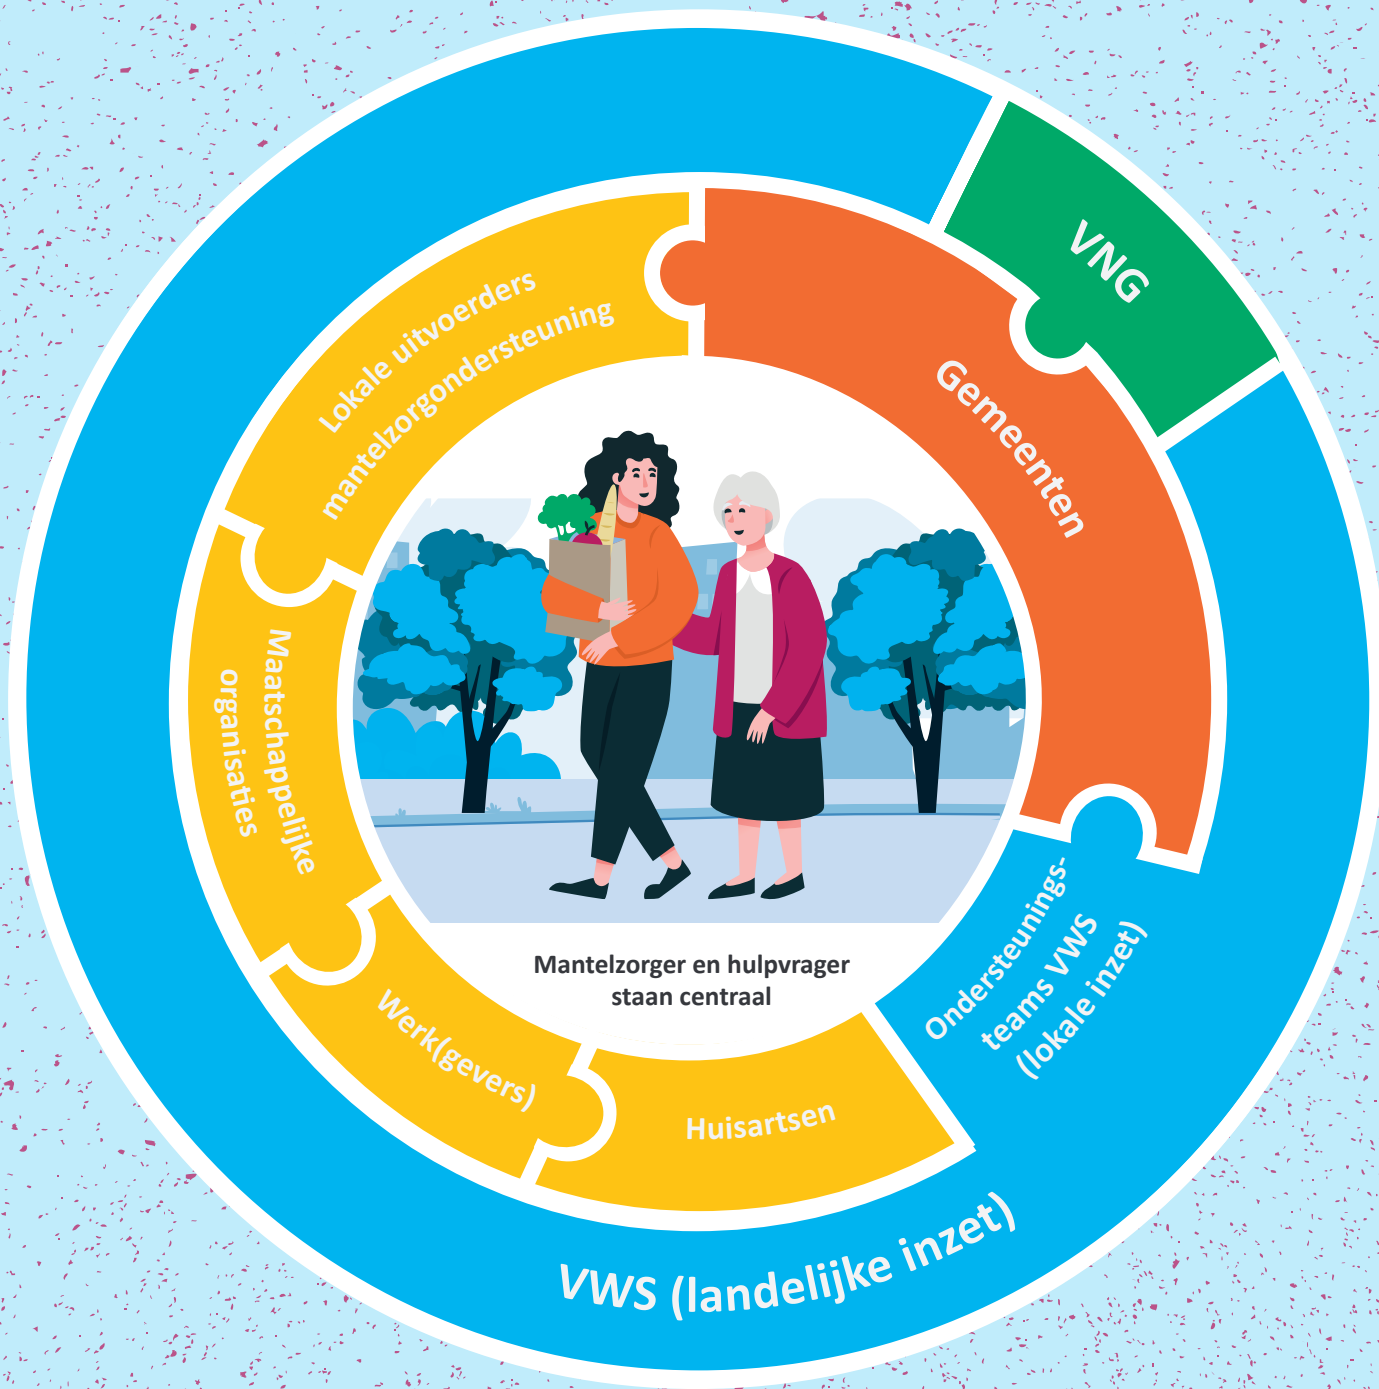 VNG
Gemeenten
Lokale uitvoerders
mantelzorgondersteuning
Maatschappelijke
organisaties
Werk(gevers)
Huisartsen
Ondersteunings-
teams VWS
(lokale inzet)
Mantelzorger en hulpvrager
staan centraal
VWS (landelijke inzet)